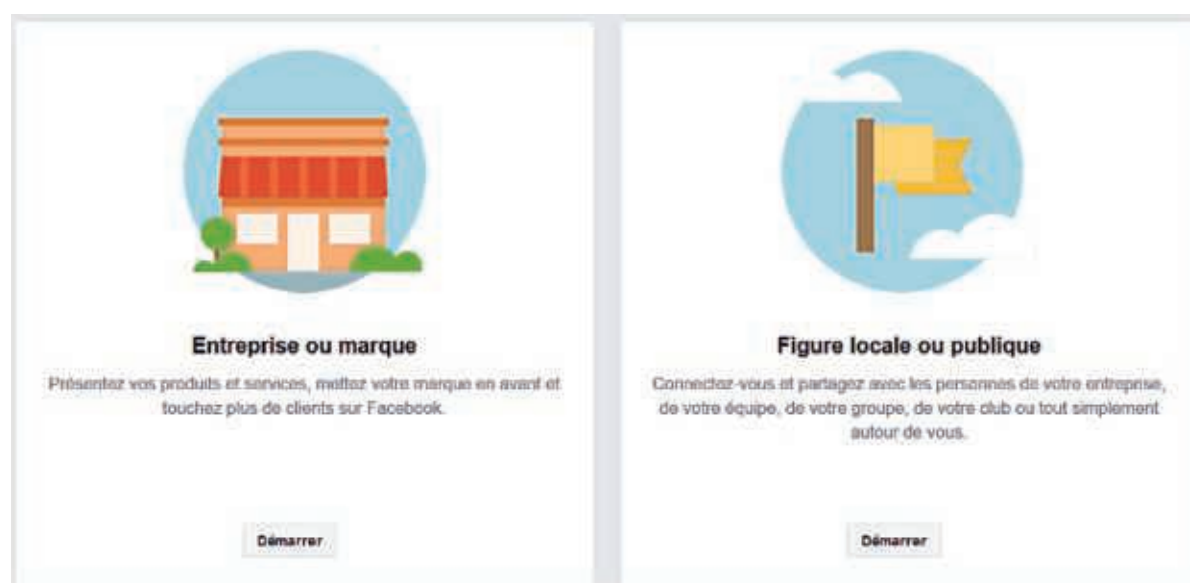 Entreprise ou marque
Présentez vos produits et services, mettez votre marque en avant et
touchez plus de clients sur Facebook.
Démarrer
Figure locale ou publique
Connectez-vous et partagez avec les personnes de votre entreprise,
de votre équipe, de votre groupe, de votre club ou tout simplement
autour de vous.
Démarrer